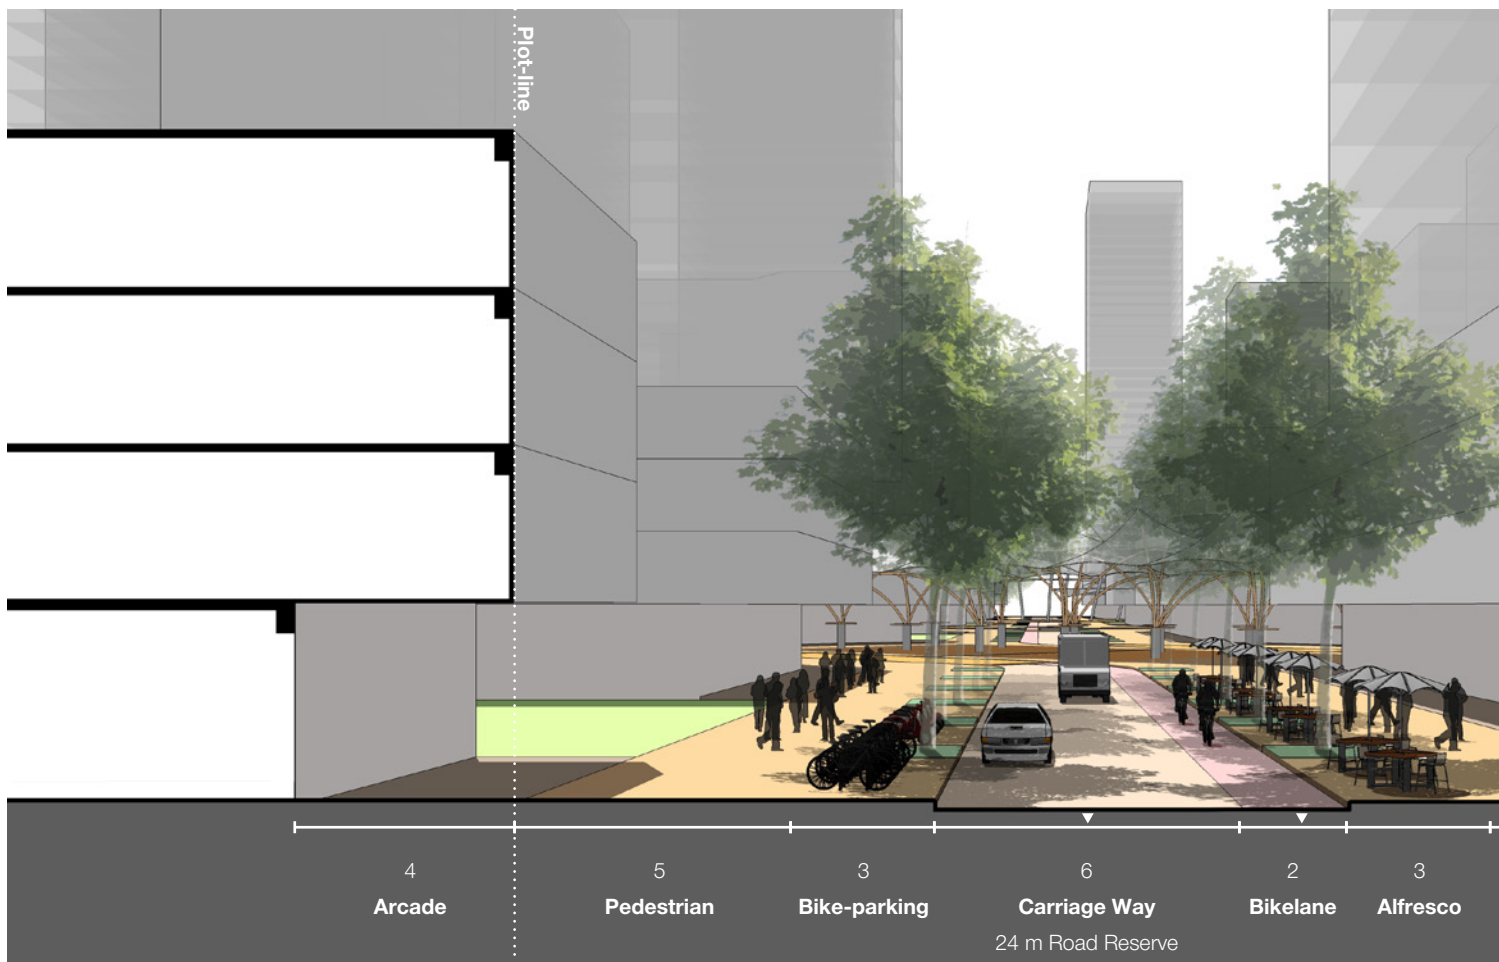 Plot-line
4 5 3 6 2 3
Arcade Pedestrian Bike-parking Carriage Way Bikelane Alfresco
24 m Road Reserve